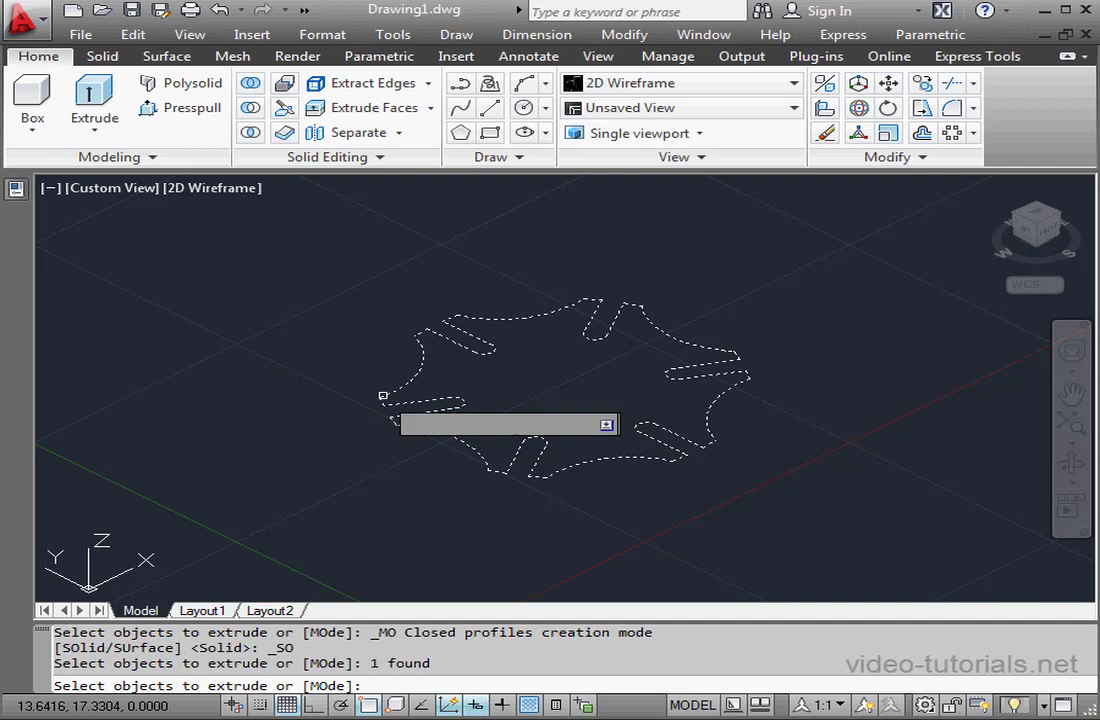 Drawing1.dwg
Type a keyword or phrase
Sign In
File Edit View Insert Format Tools Draw Dimension Modify Window Help Express Parametric
Home Solid Surface Mesh Render Parametric Insert Annotate View Manage Output Plug-ins Online Express Tools
Polysolid Extract Edges 2D Wireframe
Presspull Extrude Faces Unsaved View
Box Extrude Separate Single viewport
Modeling Solid Editing Draw View Modify
[−] [Custom View] [2D Wireframe]
W S
WCS
Z
Y X
Model Layout1 Layout2
Select objects to extrude or [MOde]: _MO Closed profiles creation mode
[SOlid/SUrface] <Solid>: _SO
Select objects to extrude or [MOde]: 1 found
video-tutorials.net
Select objects to extrude or [MOde]:
13.6416, 17.3304, 0.0000 MODEL 1:1